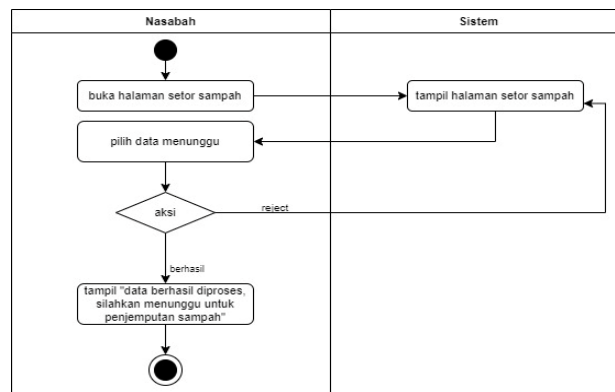 Nasabah
Sistem
buka halaman setor sampah
tampil halaman setor sampah
pilih data menunggu
aksi
reject
berhasil
tampil "data berhasil diproses,
silahkan menunggu untuk
penjemputan sampah"